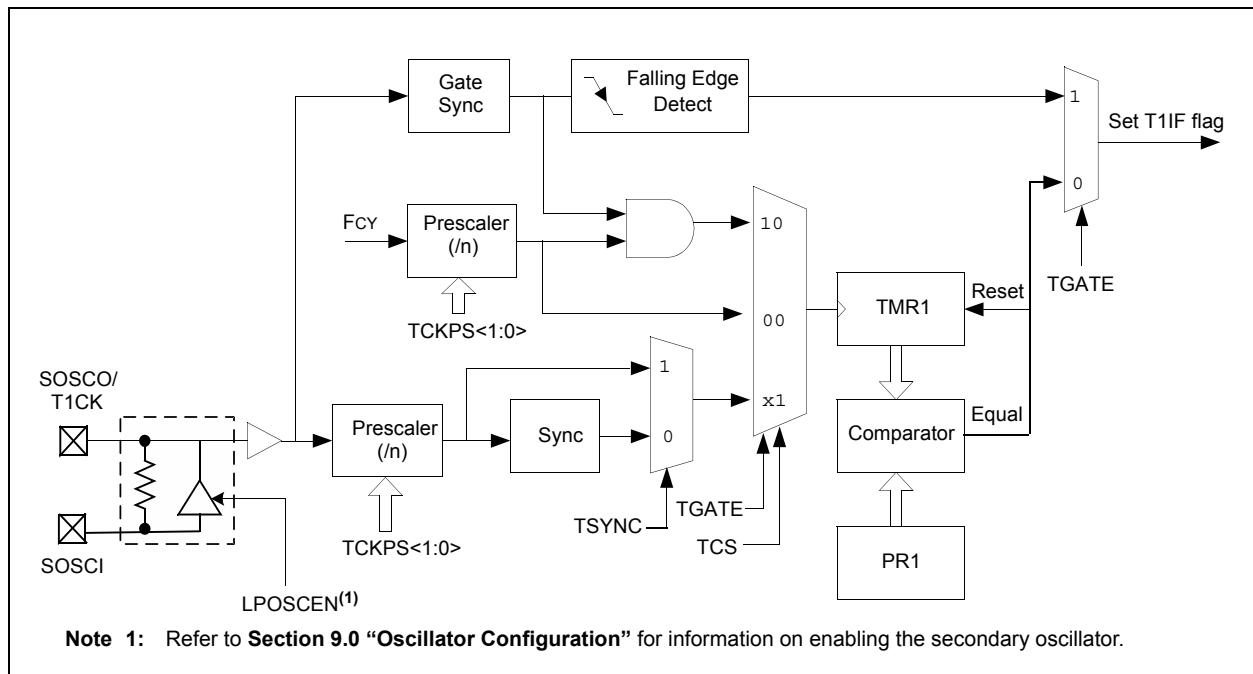 Gate
Sync
Falling Edge
Detect
1
Set T1IF flag
0
TGATE
FCY
Prescaler
(/n)
10
TCKPS<1:0>
00
TMR1
Reset
SOSCO/
T1CK
Prescaler
(/n)
Sync
1
0
x1
Comparator
Equal
SOSCI
TCKPS<1:0>
TSYNC
TGATE
TCS
PR1
LPOSCEN(1)
Note 1: Refer to Section 9.0 “Oscillator Configuration” for information on enabling the secondary oscillator.